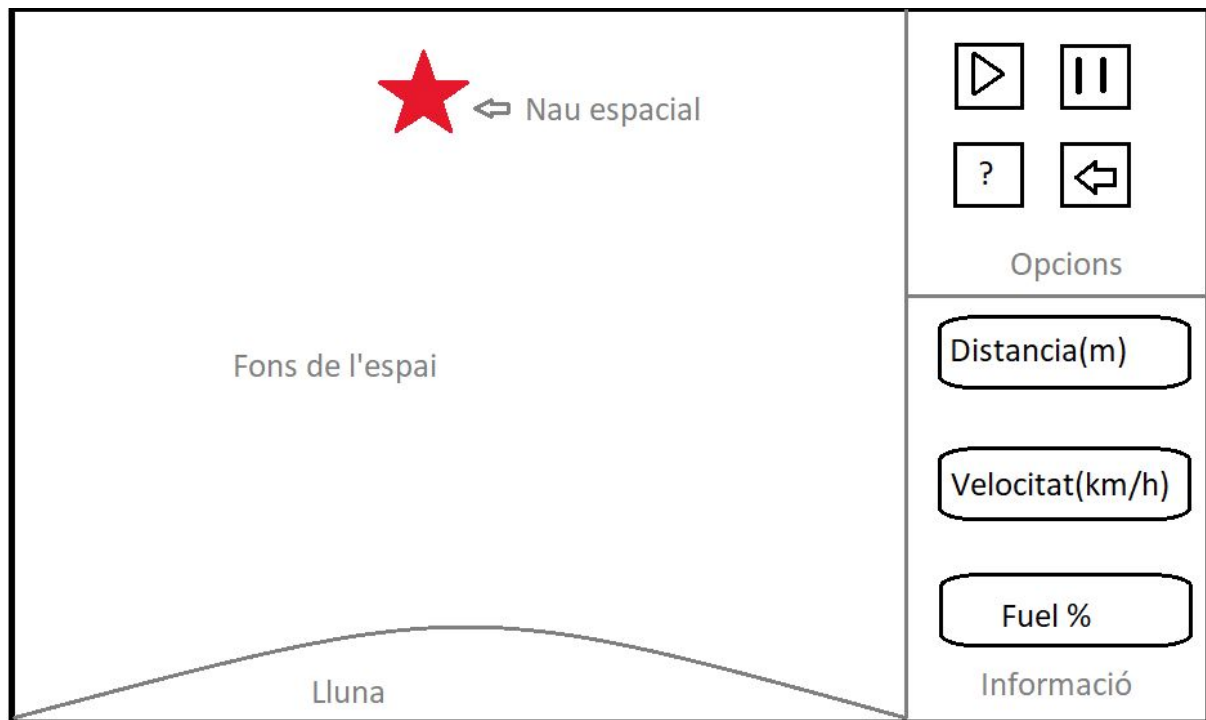 Nau espacial
Fons de l'espai
Lluna
?
Opcions
Distancia(m)
Velocitat(km/h)
Fuel %
Informació